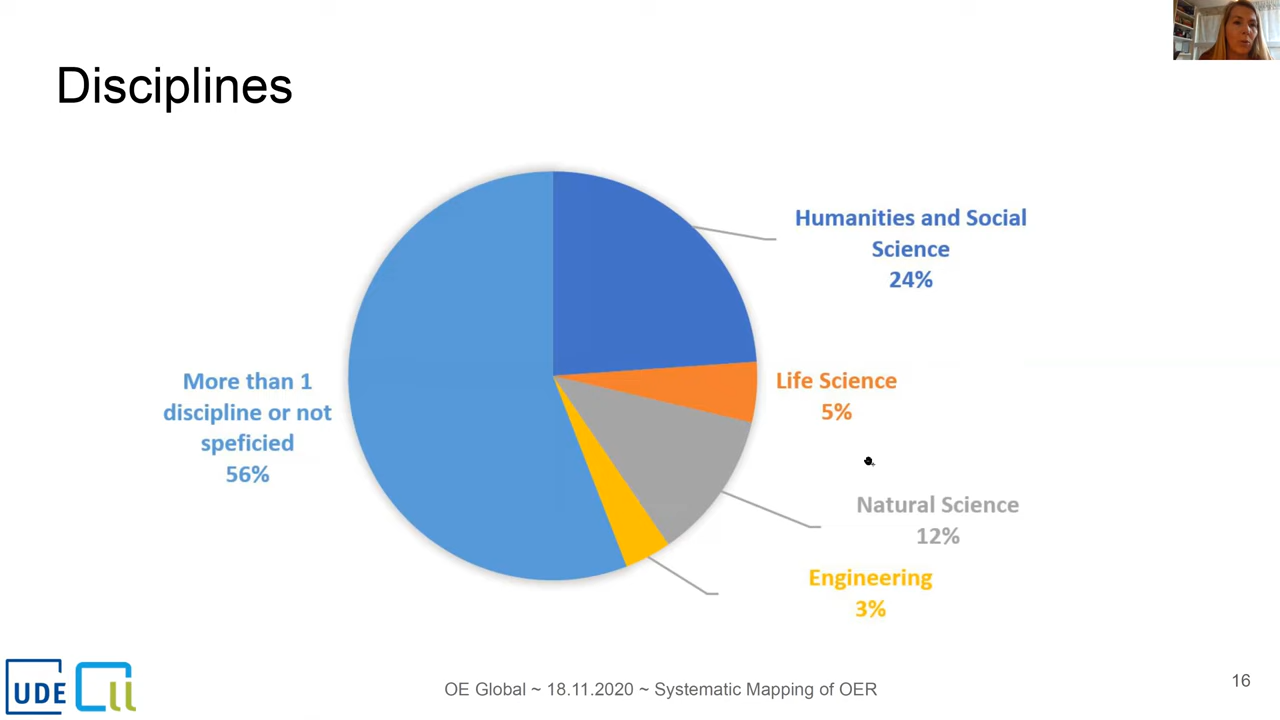 Disciplines
Humanities and Social
Science
24%
Life Science
5%
More than 1
discipline or not
speficied
56%
Natural Science
12%
Engineering
3%
UDE
OE Global ~ 18.11.2020 ~ Systematic Mapping of OER
16